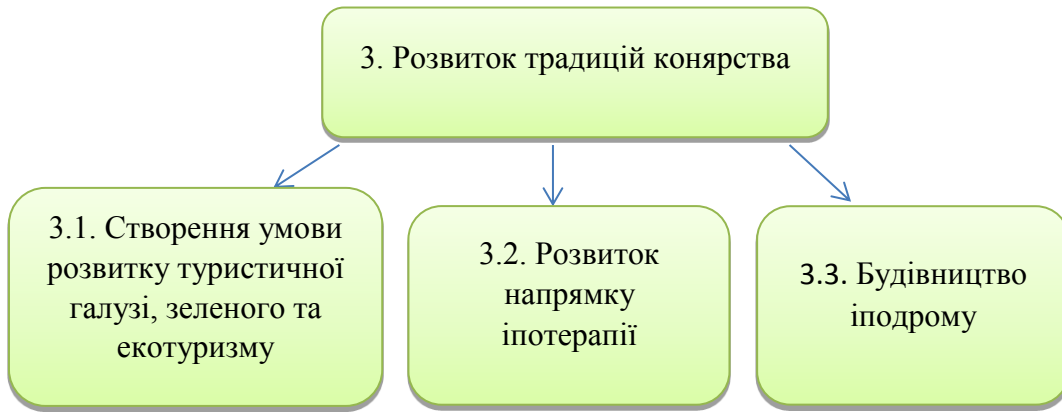 3. Розвиток традицій конярства
3.1. Створення умови
розвитку туристичної
галузі, зеленого та
екотуризму
3.2. Розвиток
напрямку
іпотерапії
3.3. Будівництво
іподрому